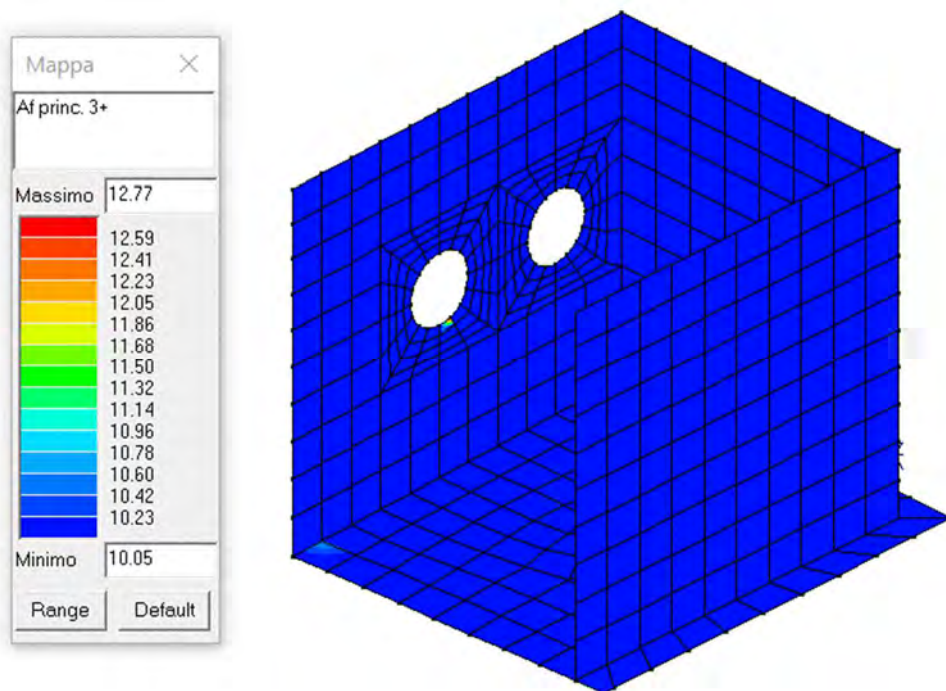 Mappa
Af princ. 3+
Massimo 12.77
12.59
12.41
12.23
12.05
11.86
11.68
11.50
11.32
11.14
10.96
10.78
10.60
10.42
10.23
Minimo 10.05
Range Default